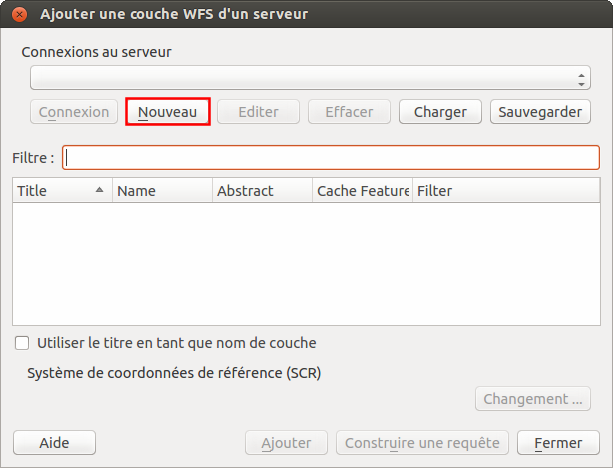 Ajouter une couche WFS d'un serveur
Connexions au serveur
Connexion Nouveau Editer Effacer Charger Sauvegarder
Filtre :
Title Name Abstract Cache Feature Filter
Utiliser le titre en tant que nom de couche
Système de coordonnées de référence (SCR)
Changement ...
Aide Ajouter Construire une requête Fermer